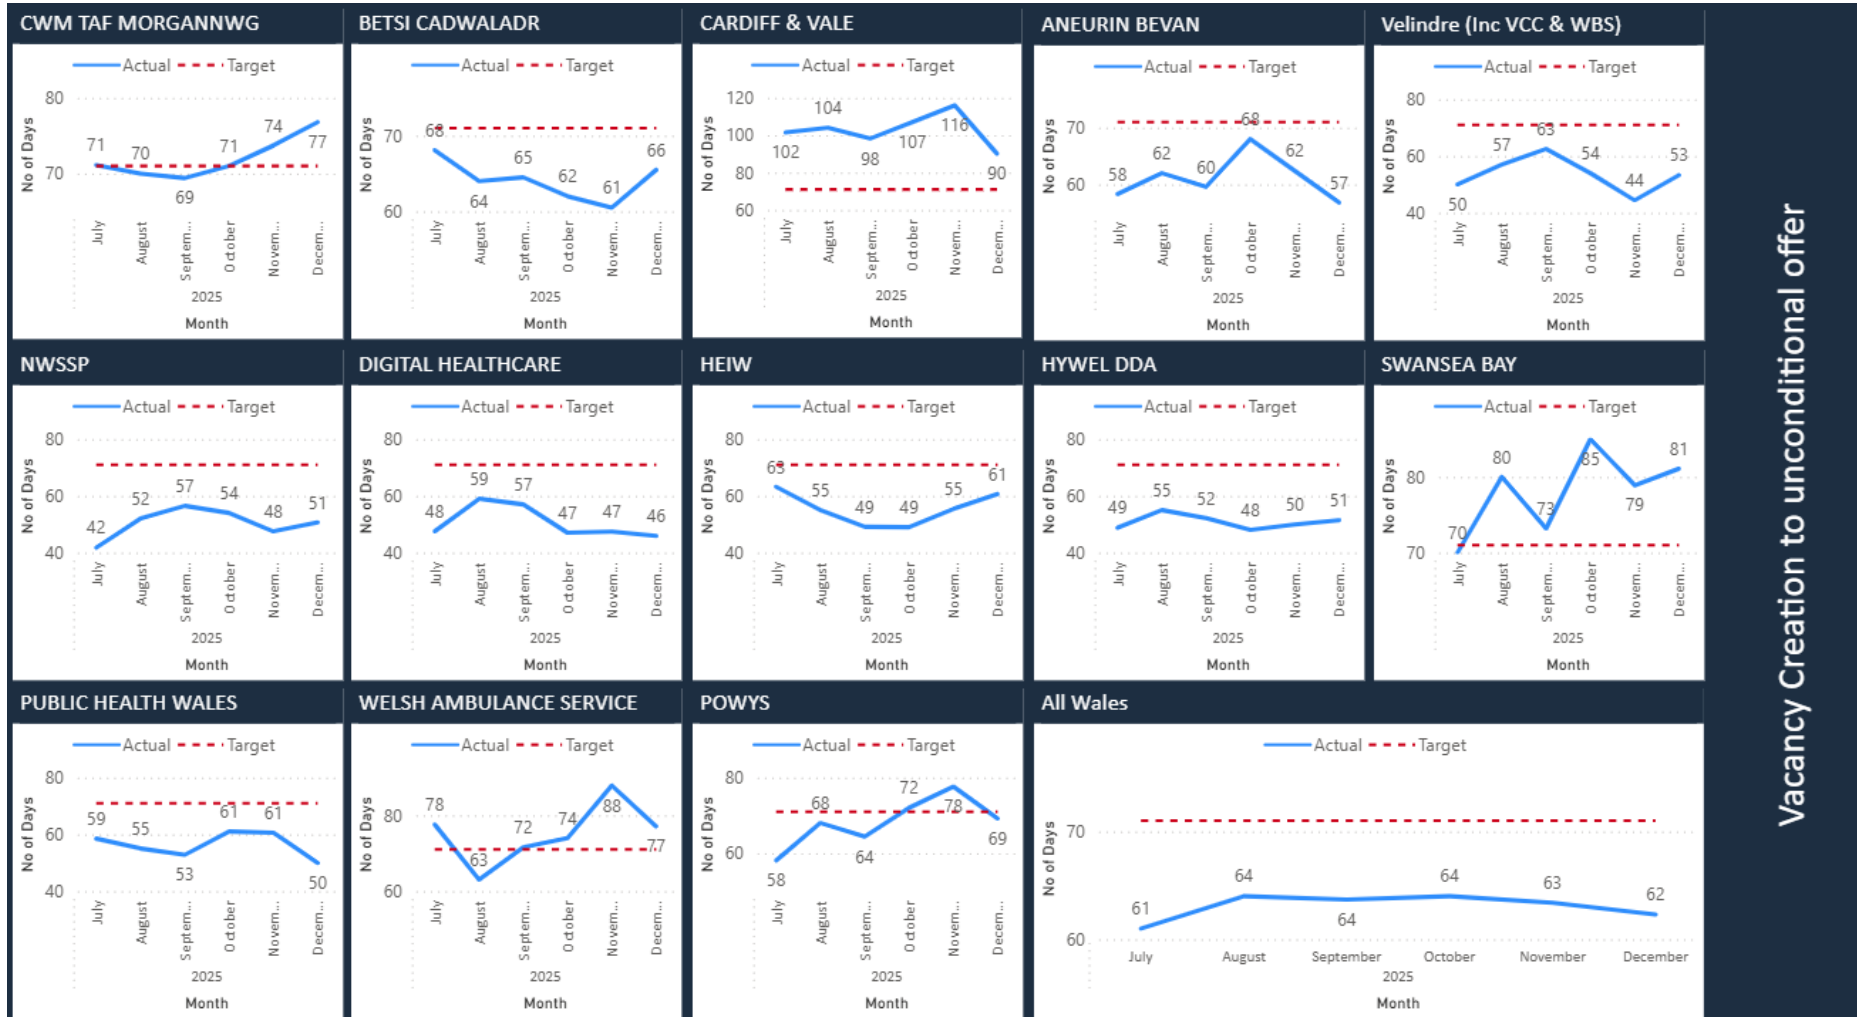 CWM TAF MORGANNWG
Actual Target
No of Days
80
70
71
70
69
71
74
77
July
August
Septem...
October
Novem...
Decem...
2025
Month
BETSI CADWALADR
Actual Target
No of Days
70
60
68
64
65
62
61
66
July
August
Septem...
October
Novem...
Decem...
2025
Month
CARDIFF & VALE
Actual Target
No of Days
120
100
80
60
102
104
98
107
116
90
July
August
Septem...
October
Novem...
Decem...
2025
Month
ANEURIN BEVAN
Actual Target
No of Days
70
60
58
62
60
68
62
57
July
August
Septem...
October
Novem...
Decem...
2025
Month
Velindre (Inc VCC & WBS)
Actual Target
No of Days
80
60
40
50
57
63
54
44
53
July
August
Septem...
October
Novem...
Decem...
2025
Month
NWSSP
Actual Target
No of Days
80
60
40
42
52
57
54
48
51
July
August
Septem...
October
Novem...
Decem...
2025
Month
DIGITAL HEALTHCARE
Actual Target
No of Days
80
60
40
48
59
57
47
47
46
July
August
Septem...
October
Novem...
Decem...
2025
Month
HEIW
Actual Target
No of Days
80
60
40
63
55
49
49
55
61
July
August
Septem...
October
Novem...
Decem...
2025
Month
HYWEL DDA
Actual Target
No of Days
80
60
40
49
55
52
48
50
51
July
August
Septem...
October
Novem...
Decem...
2025
Month
SWANSEA BAY
Actual Target
No of Days
80
70
70
80
73
85
79
81
July
August
Septem...
October
Novem...
Decem...
2025
Month
PUBLIC HEALTH WALES
Actual Target
No of Days
80
60
40
59
55
53
61
61
50
July
August
Septem...
October
Novem...
Decem...
2025
Month
WELSH AMBULANCE SERVICE
Actual Target
No of Days
80
60
78
63
72
74
88
77
July
August
Septem...
October
Novem...
Decem...
2025
Month
POWYS
Actual Target
No of Days
80
60
58
68
64
72
78
69
July
August
Septem...
October
Novem...
Decem...
2025
Month
All Wales
Actual Target
No of Days
70
60
61
64
64
64
63
62
July August September October November December
2025
Month
Vacancy Creation to unconditional offer